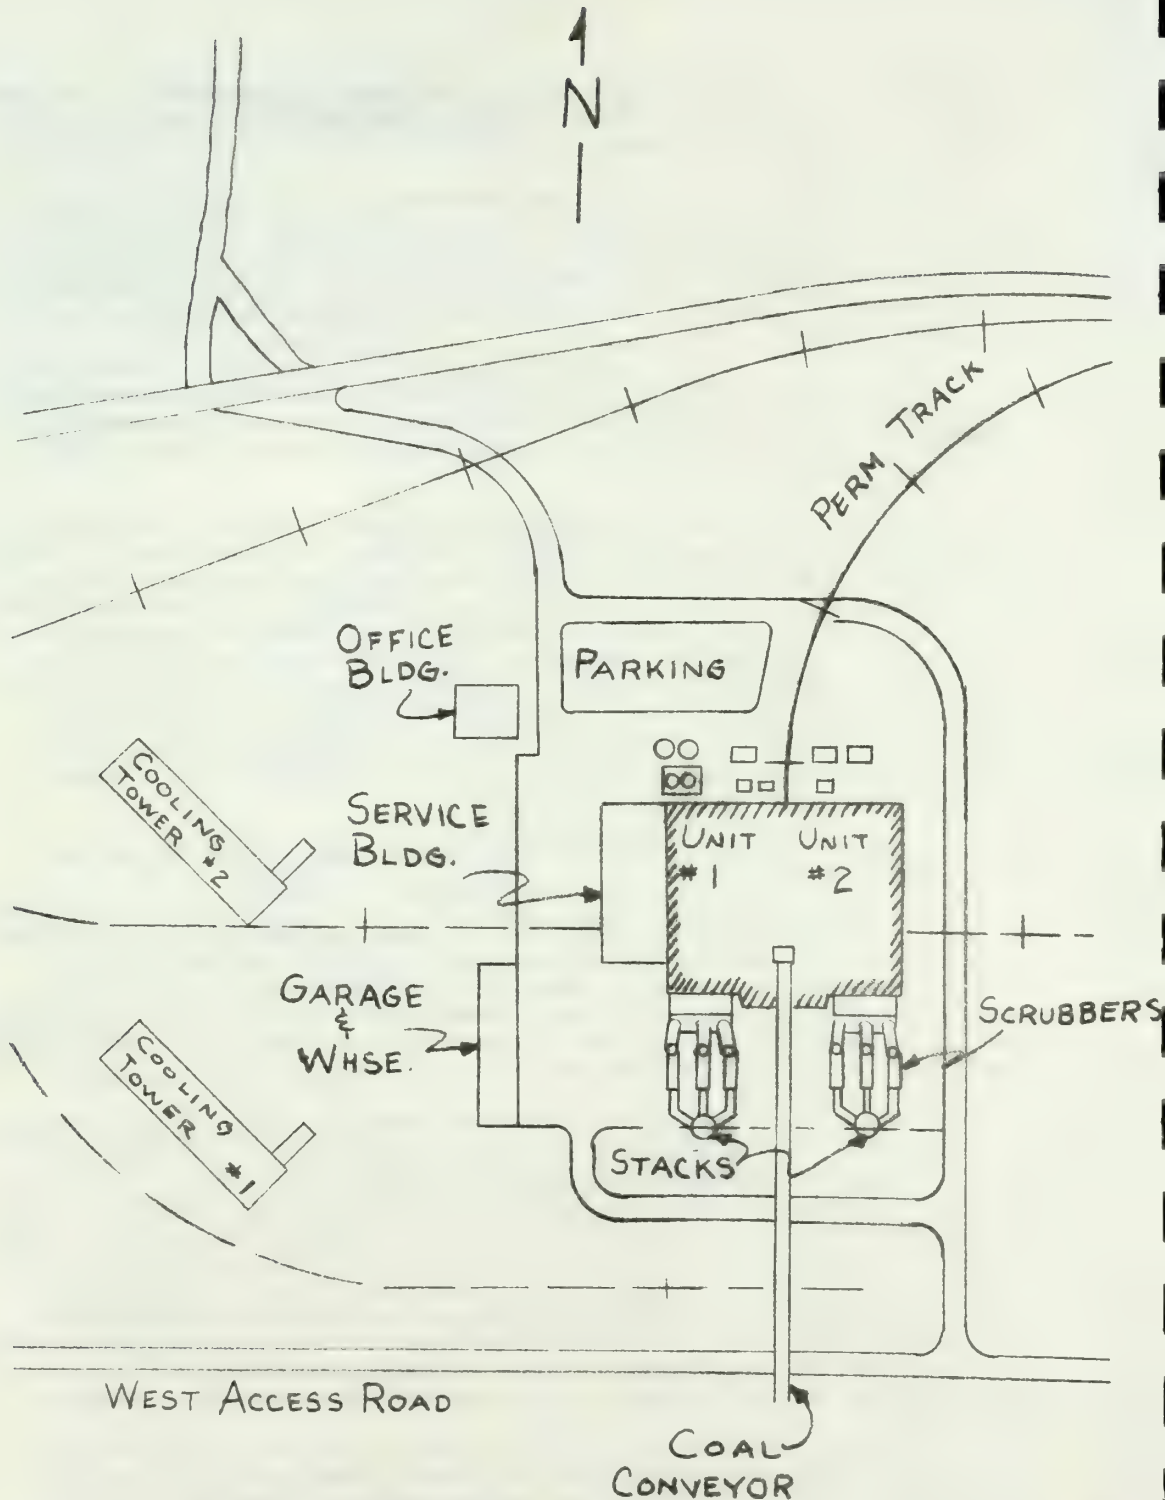 N
PERM TRACK
OFFICE
BLDG.
PARKING
COOLING
TOWER #2
SERVICE
BLDG.
UNIT
#1
UNIT
#2
GARAGE
&
WHSE.
SCRUBBERS
COOLING
TOWER #1
STACKS
WEST ACCESS ROAD
COAL
CONVEYOR